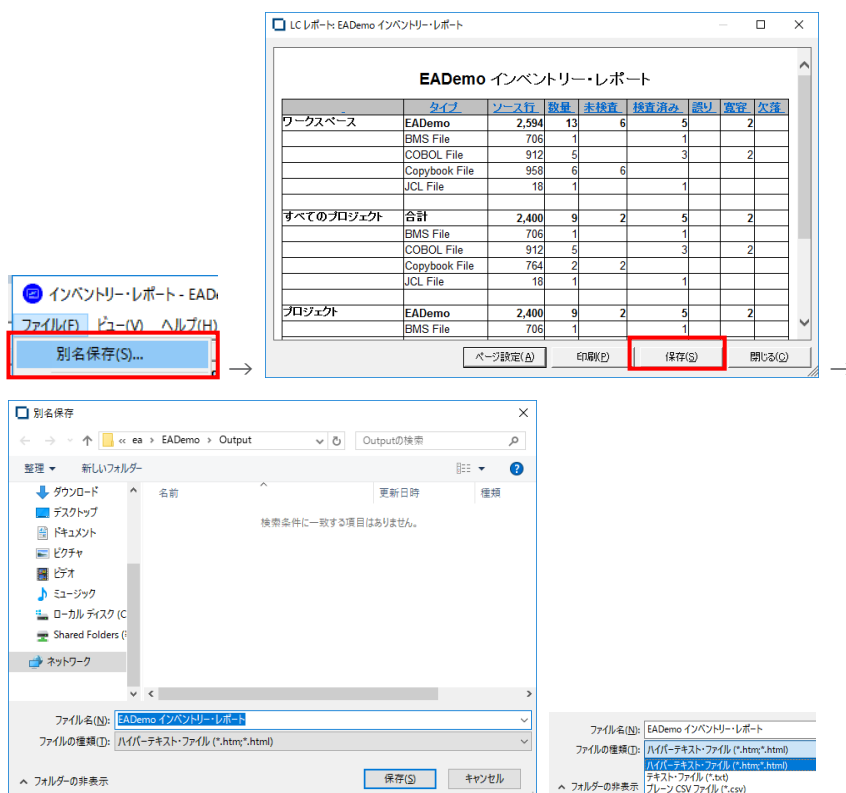 LC レポート: EADemo インベントリー・レポート
EADemo インベントリー・レポート
タイプ ソース行 数量 未検査 検査済み 誤り 寛容 欠落
ワークスペース EADemo 2,594 13 6 5 2
BMS File 706 1 1
COBOL File 912 5 3 2
Copybook File 958 6 6
JCL File 18 1 1
すべてのプロジェクト 合計 2,400 9 2 5 2
BMS File 706 1 1
COBOL File 912 5 3 2
Copybook File 764 2 2
JCL File 18 1 1
プロジェクト EADemo 2,400 9 2 5 2
BMS File 706 1 1
ページ設定(A) 印刷(P) 保存(S) 閉じる(C)
インベントリー・レポート - EAD
ファイル(F) ビュー(V) ヘルプ(H)
別名保存(S)...
→
→
別名保存
« ea › EADemo › Output Outputの検索
整理 新しいフォルダー
名前 更新日時 種類
検索条件に一致する項目はありません。
ダウンロード
デスクトップ
ドキュメント
ピクチャ
ビデオ
ミュージック
ローカル ディスク (C
Shared Folders (
ネットワーク
ファイル名(N): EADemo インベントリー・レポート
ファイルの種類(T): ハイパーテキスト・ファイル (*.htm;*.html)
フォルダーの非表示 保存(S) キャンセル
ファイル名(N): EADemo インベントリー・レポート
ファイルの種類(T): ハイパーテキスト・ファイル (*.htm;*.html)
ハイパーテキスト・ファイル (*.htm;*.html)
テキスト・ファイル (*.txt)
フォルダーの非表示 プレーン CSV ファイル (*.csv)